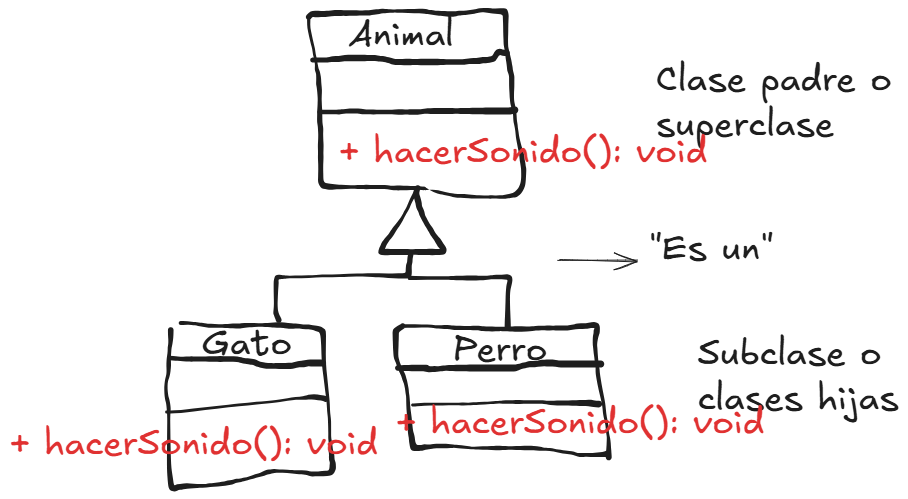 Animal
+ hacerSonido(): void
Clase padre o
superclase
"Es un"
Gato
+ hacerSonido(): void
Perro
+ hacerSonido(): void
Subclase o
clases hijas